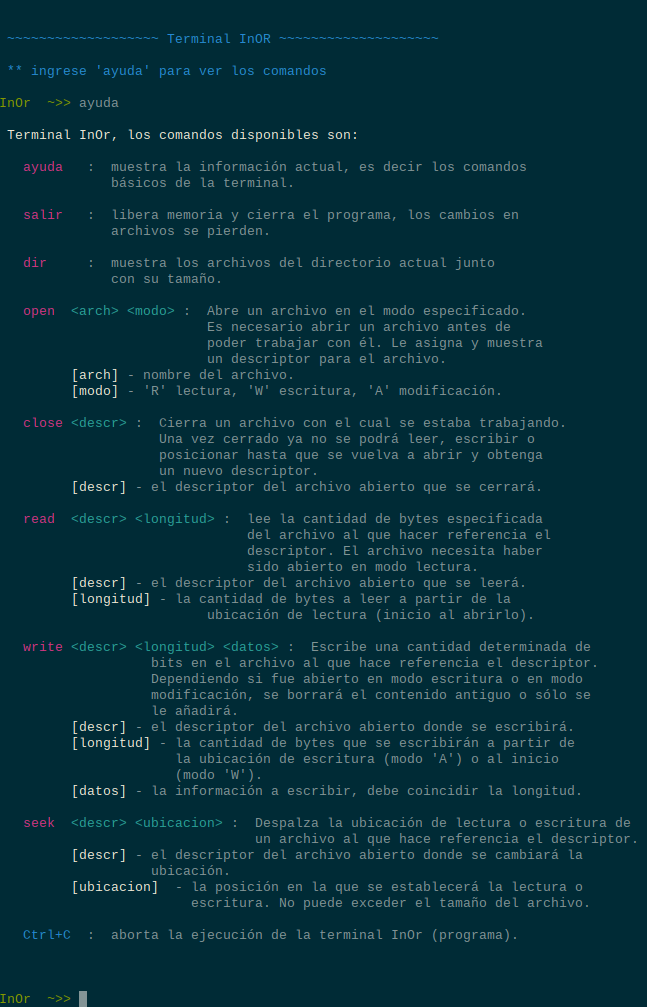 ~~~~~~~~~~~~~~~~~~~ Terminal InOR ~~~~~~~~~~~~~~~~~~~~
** ingrese 'ayuda' para ver los comandos
InOr ~>> ayuda
Terminal InOr, los comandos disponibles son:
ayuda : muestra la información actual, es decir los comandos
básicos de la terminal.
salir : libera memoria y cierra el programa, los cambios en
archivos se pierden.
dir : muestra los archivos del directorio actual junto
con su tamaño.
open <arch> <modo> : Abre un archivo en el modo especificado.
Es necesario abrir un archivo antes de
poder trabajar con él. Le asigna y muestra
un descriptor para el archivo.
[arch] - nombre del archivo.
[modo] - 'R' lectura, 'W' escritura, 'A' modificación.
close <descr> : Cierra un archivo con el cual se estaba trabajando.
Una vez cerrado ya no se podrá leer, escribir o
posicionar hasta que se vuelva a abrir y obtenga
un nuevo descriptor.
[descr] - el descriptor del archivo abierto que se cerrará.
read <descr> <longitud> : lee la cantidad de bytes especificada
del archivo al que hacer referencia el
descriptor. El archivo necesita haber
sido abierto en modo lectura.
[descr] - el descriptor del archivo abierto que se leerá.
[longitud] - la cantidad de bytes a leer a partir de la
ubicación de lectura (inicio al abrirlo).
write <descr> <longitud> <datos> : Escribe una cantidad determinada de
bits en el archivo al que hace referencia el descriptor.
Dependiendo si fue abierto en modo escritura o en modo
modificación, se borrará el contenido antiguo o sólo se
le añadirá.
[descr] - el descriptor del archivo abierto donde se escribirá.
[longitud] - la cantidad de bytes que se escribirán a partir de
la ubicación de escritura (modo 'A') o al inicio
(modo 'W').
[datos] - la información a escribir, debe coincidir la longitud.
seek <descr> <ubicacion> : Despalza la ubicación de lectura o escritura de
un archivo al que hace referencia el descriptor.
[descr] - el descriptor del archivo abierto donde se cambiará la
ubicación.
[ubicacion] - la posición en la que se establecerá la lectura o
escritura. No puede exceder el tamaño del archivo.
Ctrl+C : aborta la ejecución de la terminal InOr (programa).
InOr ~>>